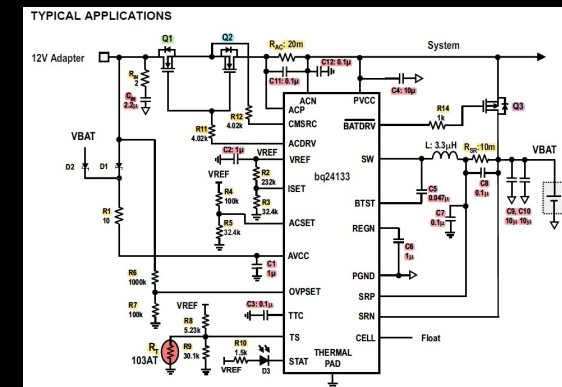 TYPICAL APPLICATIONS
12V Adapter
Q1
Q2
RAC: 20m
System
RIN
2
CIN
2.2μ
C11: 0.1μ
C12: 0.1μ
C4: 10μ
ACN
PVCC
ACP
CMSRC
ACDRV
VREF
ISET
ACSET
AVCC
OVPSET
TTC
TS
STAT
bq24133
THERMAL
PAD
BATDRV
SW
BTST
REGN
PGND
SRP
SRN
CELL
Float
R12
4.02k
R11
4.02k
R14
1k
Q3
VBAT
D2
D1
C2: 1μ
VREF
R2
232k
R3
32.4k
VREF
R4
100k
R5
32.4k
R1
10
C1
1μ
R6
1000k
R7
100k
C3: 0.1μ
VREF
R8
5.23k
R9
30.1k
RT
103AT
R10
1.5k
VREF
D3
L: 3.3μH
RSR:10m
VBAT
C5
0.047μ
C8
0.1μ
C7
0.1μ
C9, C10
10μ 10μ
C6
1μ